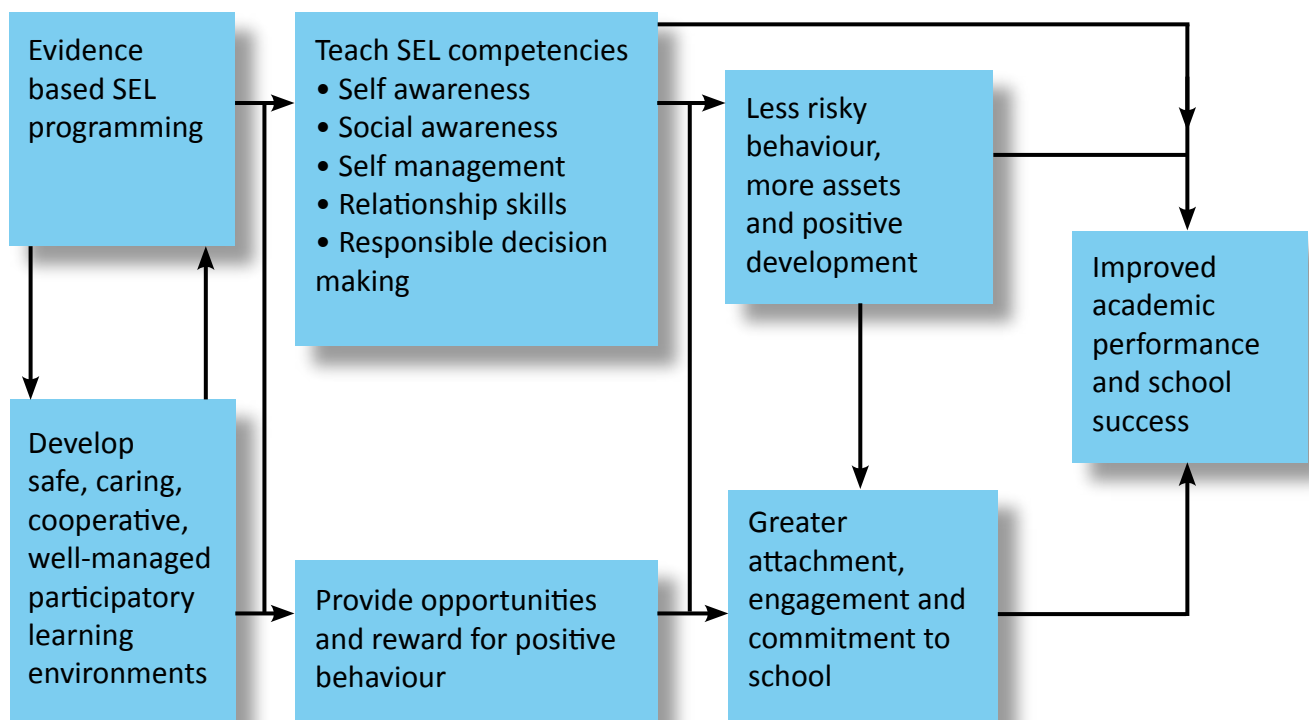 Evidence
based SEL
programming
Teach SEL competencies
• Self awareness
• Social awareness
• Self management
• Relationship skills
• Responsible decision
making
Less risky
behaviour,
more assets
and positive
development
Improved
academic
performance
and school
success
Develop
safe, caring,
cooperative,
well-managed
participatory
learning
environments
Provide opportunities
and reward for positive
behaviour
Greater
attachment,
engagement and
commitment to
school